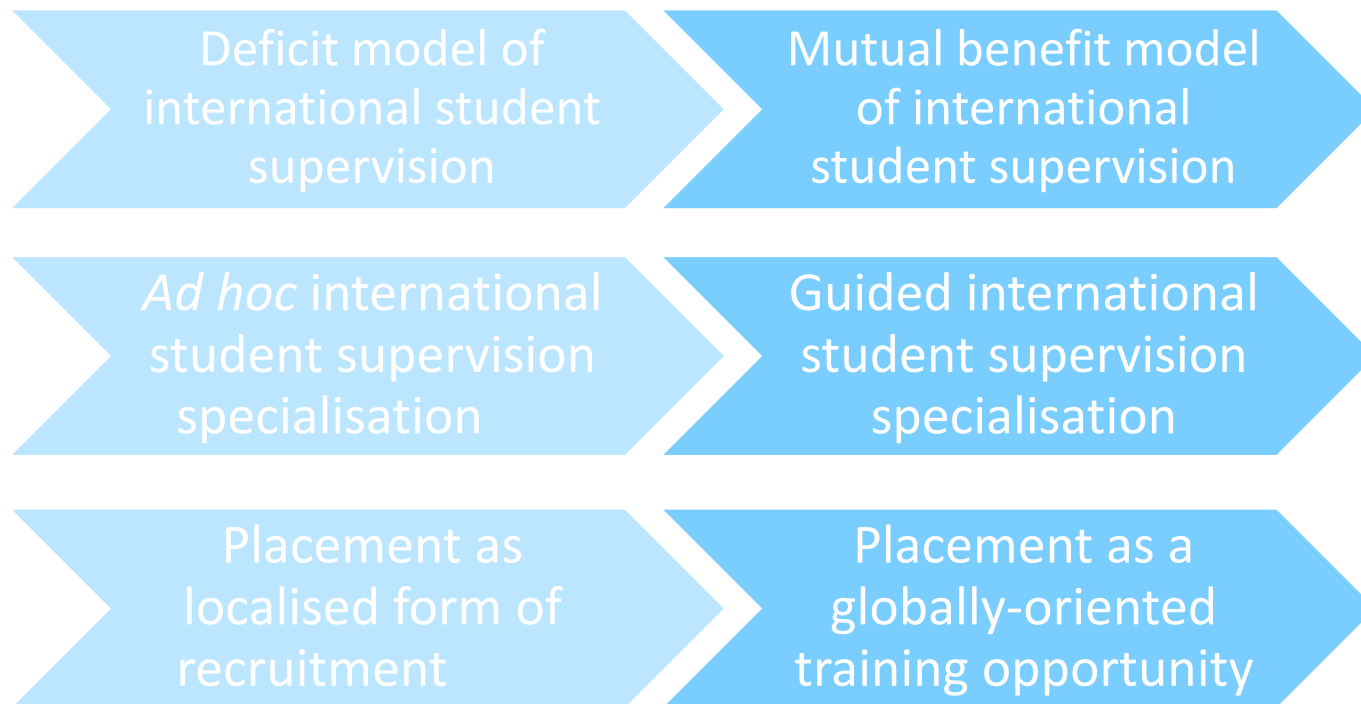 Deficit model of
international student
supervision
Mutual benefit model
of international
student supervision
Ad hoc international
student supervision
specialisation
Guided international
student supervision
specialisation
Placement as
localised form of
recruitment
Placement as a
globally-oriented
training opportunity